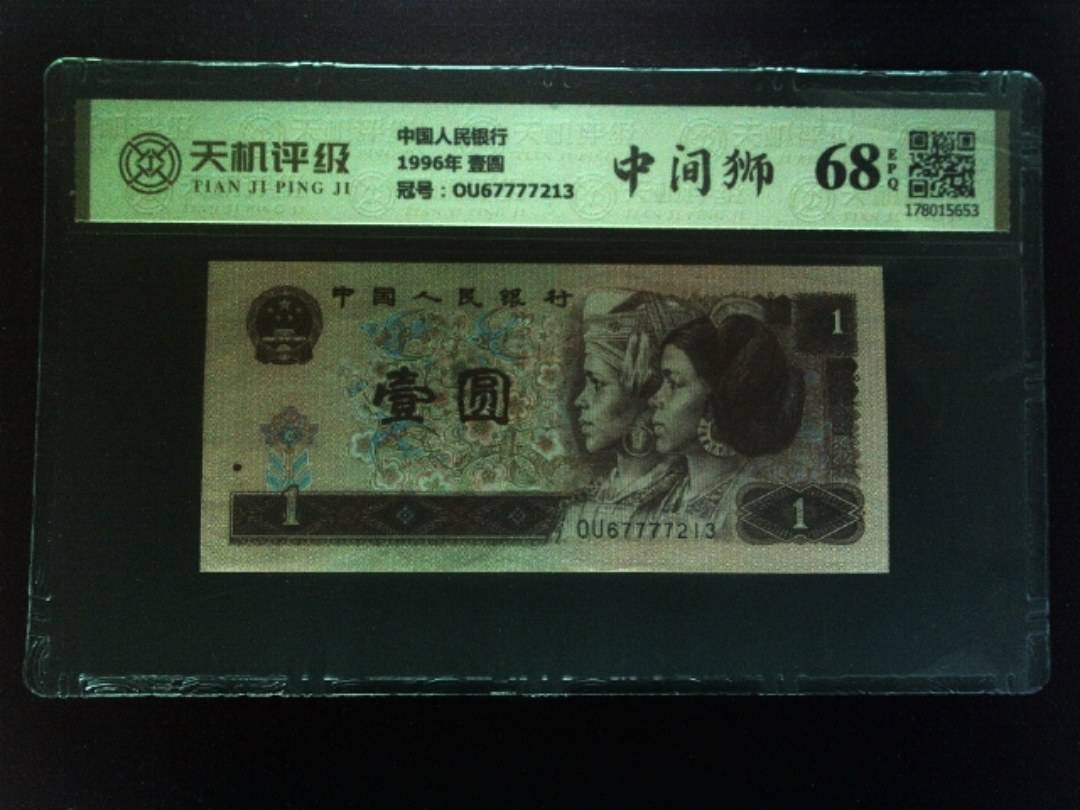 天机评级
TIAN JI PING JI
中国人民银行
1996年 壹圆
冠号：OU67777213
中间狮
68
EPQ
178015653
中国人民银行
壹圆
1
1
OU67777213
1